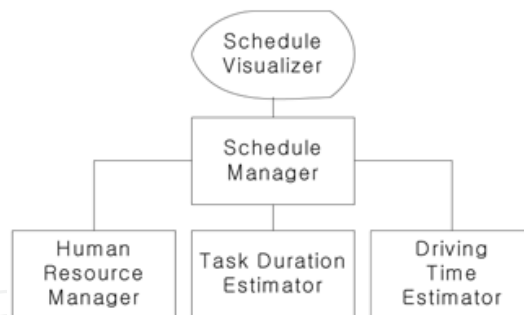 Schedule
Visualizer
Schedule
Manager
Human
Resource
Manager
Task Duration
Estimator
Driving
Time
Estimator